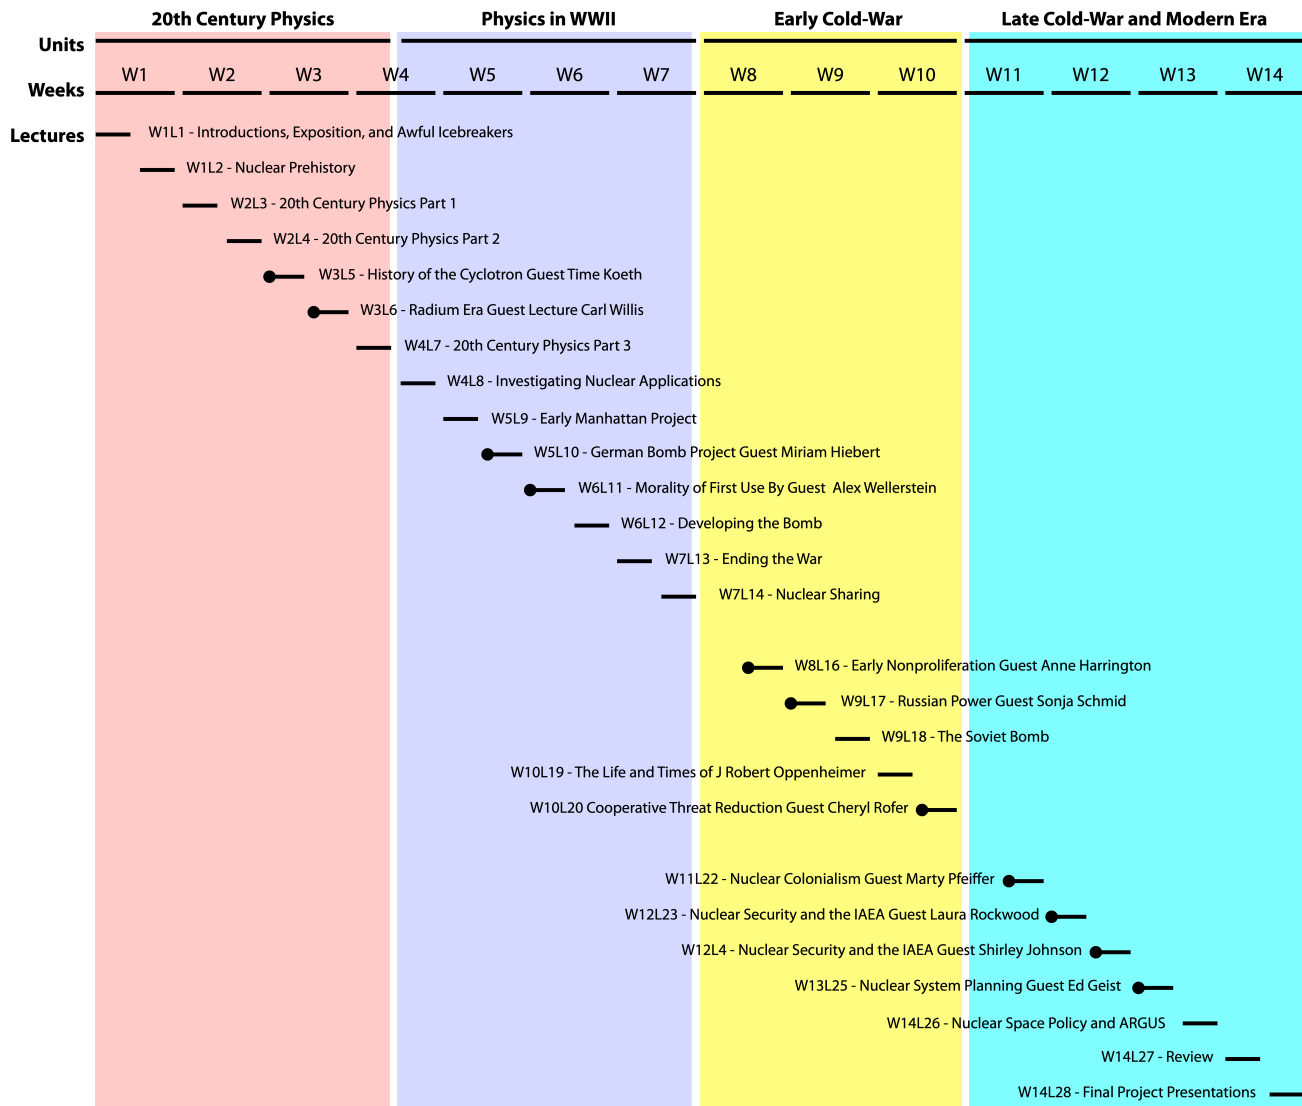 20th Century Physics Physics in WWII Early Cold-War Late Cold-War and Modern Era
Units
W1 W2 W3 W4 W5 W6 W7 W8 W9 W10 W11 W12 W13 W14
Weeks
Lectures W1L1 - Introductions, Exposition, and Awful Icebreakers
W1L2 - Nuclear Prehistory
W2L3 - 20th Century Physics Part 1
W2L4 - 20th Century Physics Part 2
W3L5 - History of the Cyclotron Guest Time Koeth
W3L6 - Radium Era Guest Lecture Carl Willis
W4L7 - 20th Century Physics Part 3
W4L8 - Investigating Nuclear Applications
W5L9 - Early Manhattan Project
W5L10 - German Bomb Project Guest Miriam Hiebert
W6L11 - Morality of First Use By Guest  Alex Wellerstein
W6L12 - Developing the Bomb
W7L13 - Ending the War
W7L14 - Nuclear Sharing
W8L16 - Early Nonproliferation Guest Anne Harrington
W9L17 - Russian Power Guest Sonja Schmid
W9L18 - The Soviet Bomb
W10L19 - The Life and Times of J Robert Oppenheimer
W10L20 Cooperative Threat Reduction Guest Cheryl Rofer
W11L22 - Nuclear Colonialism Guest Marty Pfeiffer
W12L23 - Nuclear Security and the IAEA Guest Laura Rockwood
W12L4 - Nuclear Security and the IAEA Guest Shirley Johnson
W13L25 - Nuclear System Planning Guest Ed Geist
W14L26 - Nuclear Space Policy and ARGUS
W14L27 - Review
W14L28 - Final Project Presentations